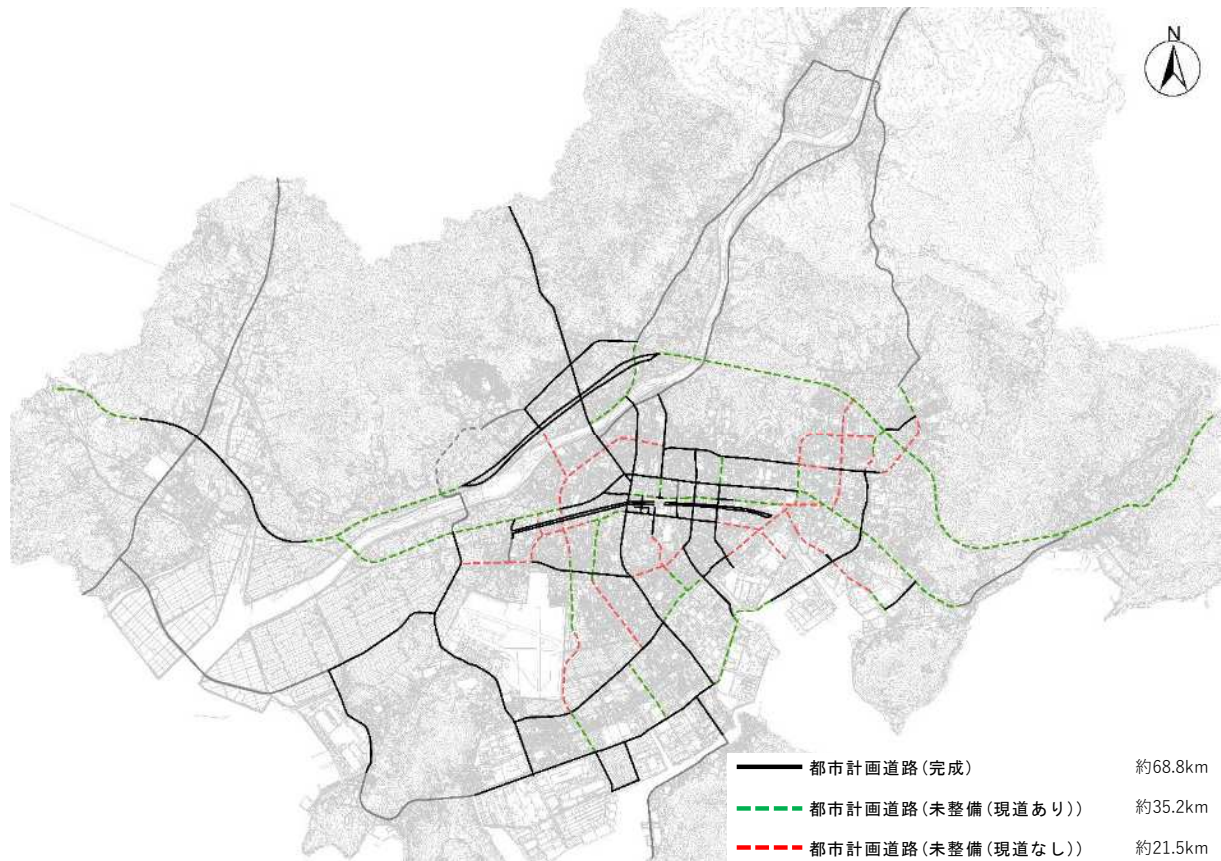 N
都市計画道路(完成) 約68.8km
都市計画道路(未整備(現道あり)) 約35.2km
都市計画道路(未整備(現道なし)) 約21.5km